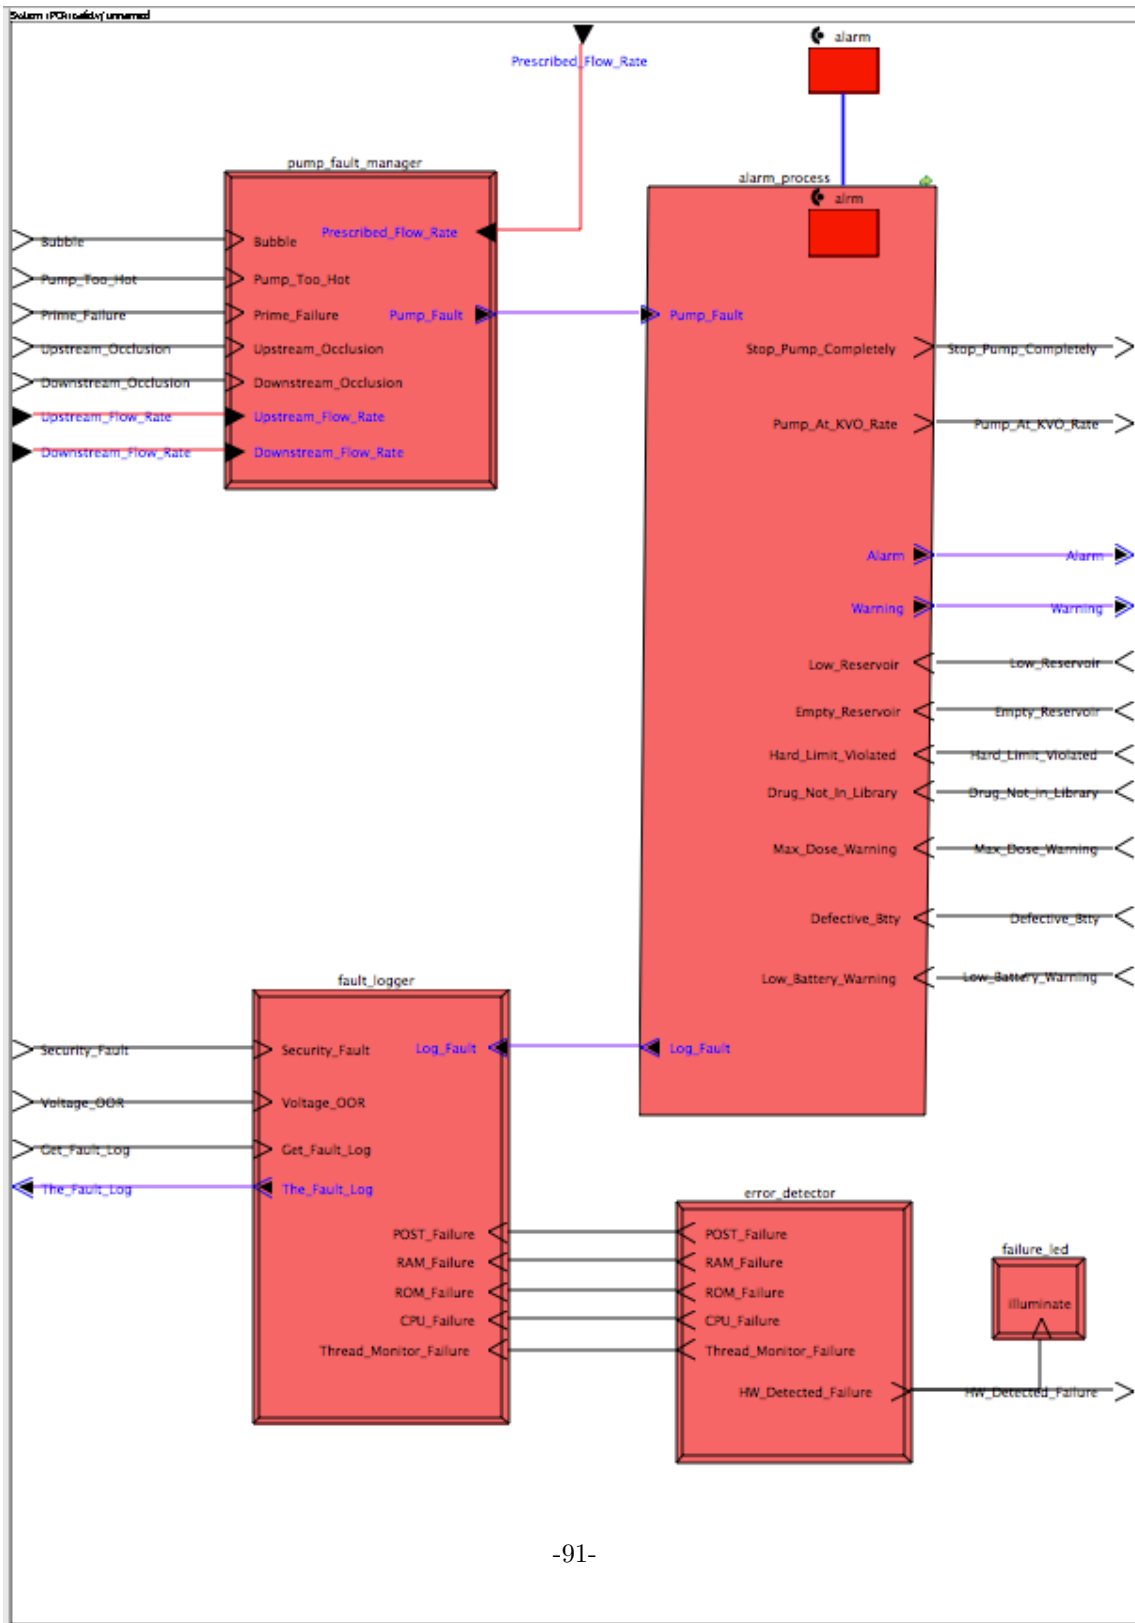 alarm
Prescribed_Flow_Rate
pump_fault_manager
alarm_process
alrm
Prescribed_Flow_Rate
Bubble
Bubble
Pump_Too_Hot
Pump_Too_Hot
Prime_Failure
Prime_Failure
Pump_Fault
Pump_Fault
Upstream_Occlusion
Upstream_Occlusion
Stop_Pump_Completely
Stop_Pump_Completely
Downstream_Occlusion
Downstream_Occlusion
Upstream_Flow_Rate
Upstream_Flow_Rate
Pump_At_KVO_Rate
Pump_At_KVO_Rate
Downstream_Flow_Rate
Downstream_Flow_Rate
Alarm
Alarm
Warning
Warning
Low_Reservoir
Low_Reservoir
Empty_Reservoir
Empty_Reservoir
Hard_Limit_Violated
Hard_Limit_Violated
Drug_Not_In_Library
Drug_Not_in_Library
Max_Dose_Warning
Max_Dose_Warning
Defective_Btty
Defective_Btty
Low_Battery_Warning
Low_Battery_Warning
fault_logger
Security_Fault
Security_Fault
Log_Fault
Log_Fault
Voltage_OOR
Voltage_OOR
Get_Fault_Log
Get_Fault_Log
The_Fault_Log
The_Fault_Log
error_detector
POST_Failure
POST_Failure
failure_led
RAM_Failure
RAM_Failure
ROM_Failure
ROM_Failure
illuminate
CPU_Failure
CPU_Failure
Thread_Monitor_Failure
Thread_Monitor_Failure
HW_Detected_Failure
HW_Detected_Failure
-91-